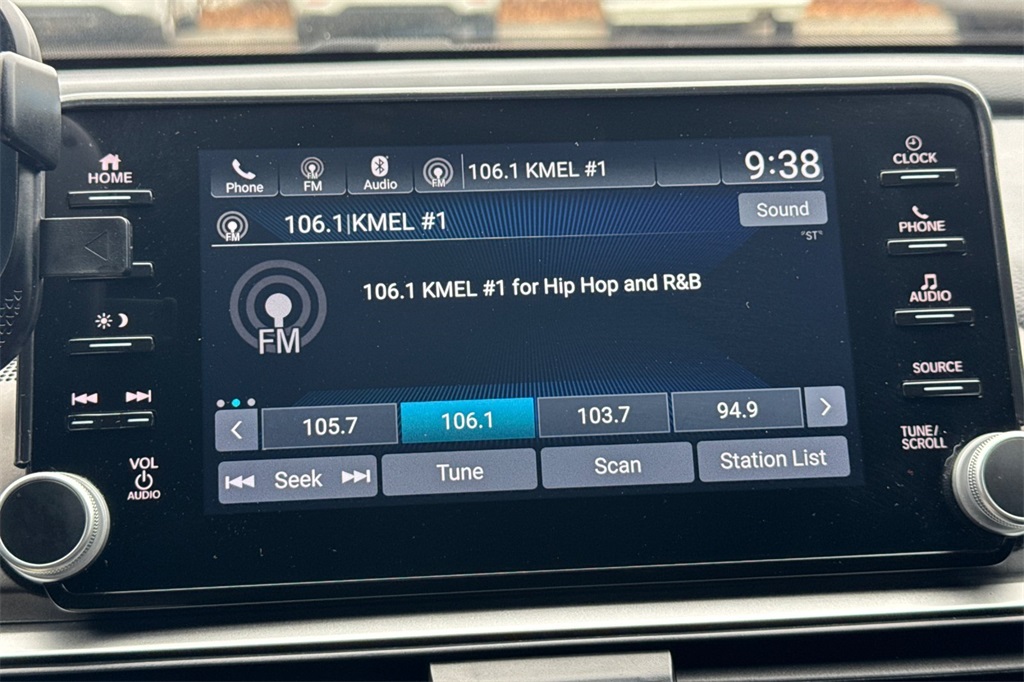 HOME
VOL
AUDIO
Phone
FM
Audio
FM
106.1 KMEL #1
9:38
FM
106.1|KMEL #1
Sound
"ST"
FM
106.1 KMEL #1 for Hip Hop and R&B
105.7
106.1
103.7
94.9
Seek
Tune
Scan
Station List
CLOCK
PHONE
AUDIO
SOURCE
TUNE/
SCROLL